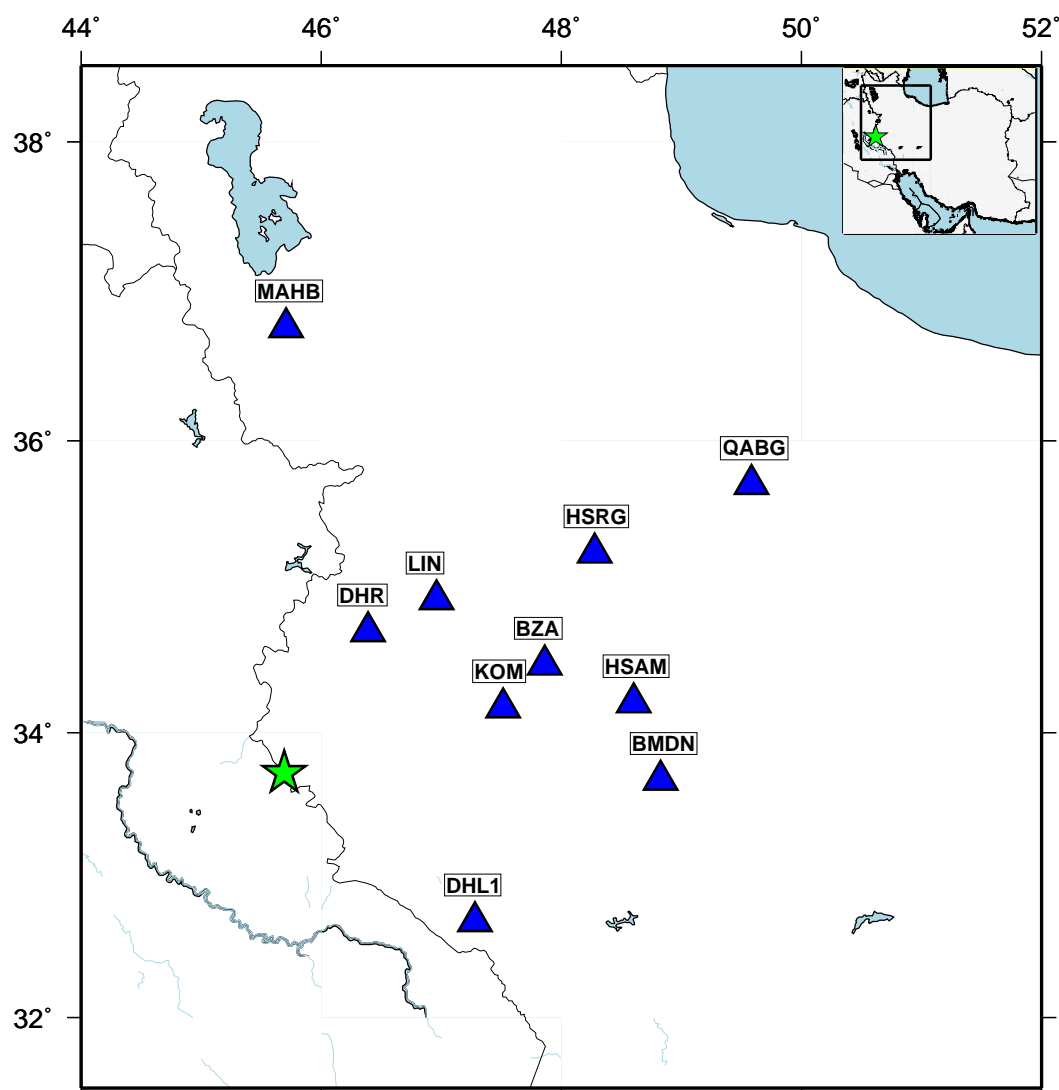 44˚ 46˚ 48˚ 50˚ 52˚
38˚
MAHB
36˚
QABG
HSRG
LIN
DHR
BZA
HSAM
KOM
34˚
BMDN
DHL1
32˚